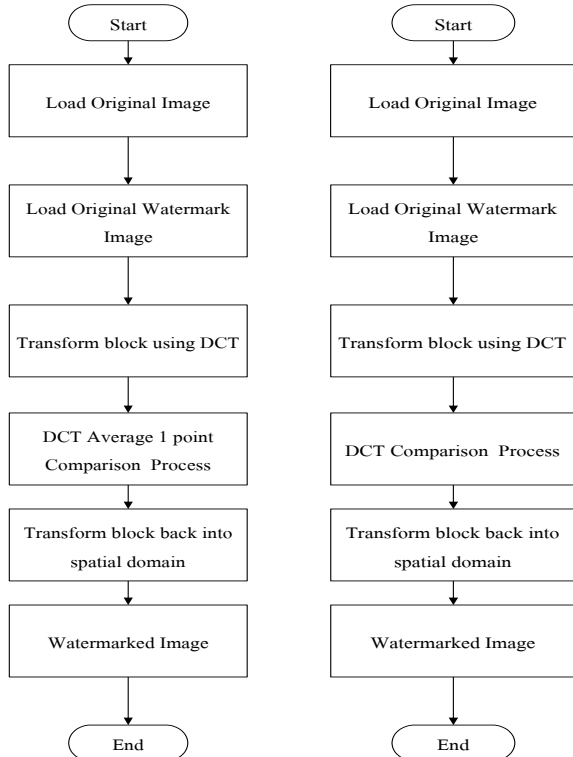 Start
Load Original Image
Load Original Watermark
Image
Transform block using DCT
DCT Average 1 point
Comparison Process
Transform block back into
spatial domain
Watermarked Image
End
Start
Load Original Image
Load Original Watermark
Image
Transform block using DCT
DCT Comparison Process
Transform block back into
spatial domain
Watermarked Image
End